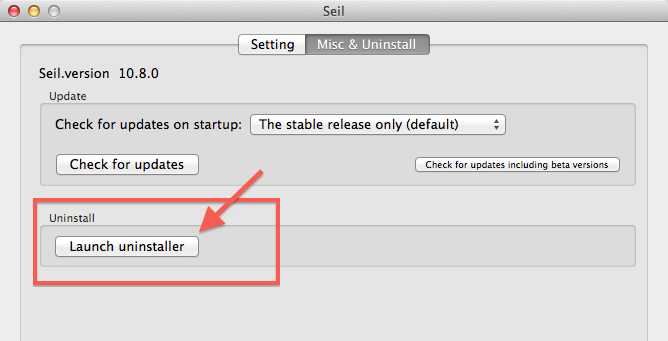 Seil
Setting Misc & Uninstall
Seil.version 10.8.0
Update
Check for updates on startup: The stable release only (default)
Check for updates Check for updates including beta versions
Uninstall
Launch uninstaller